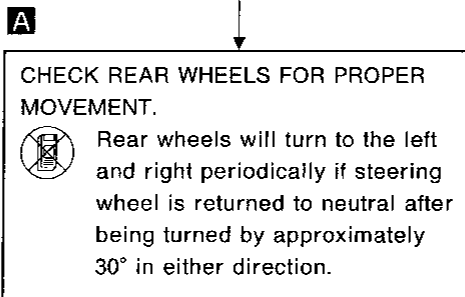 A
CHECK REAR WHEELS FOR PROPER
MOVEMENT.
Rear wheels will turn to the left
and right periodically if steering
wheel is returned to neutral after
being turned by approximately
30° in either direction.